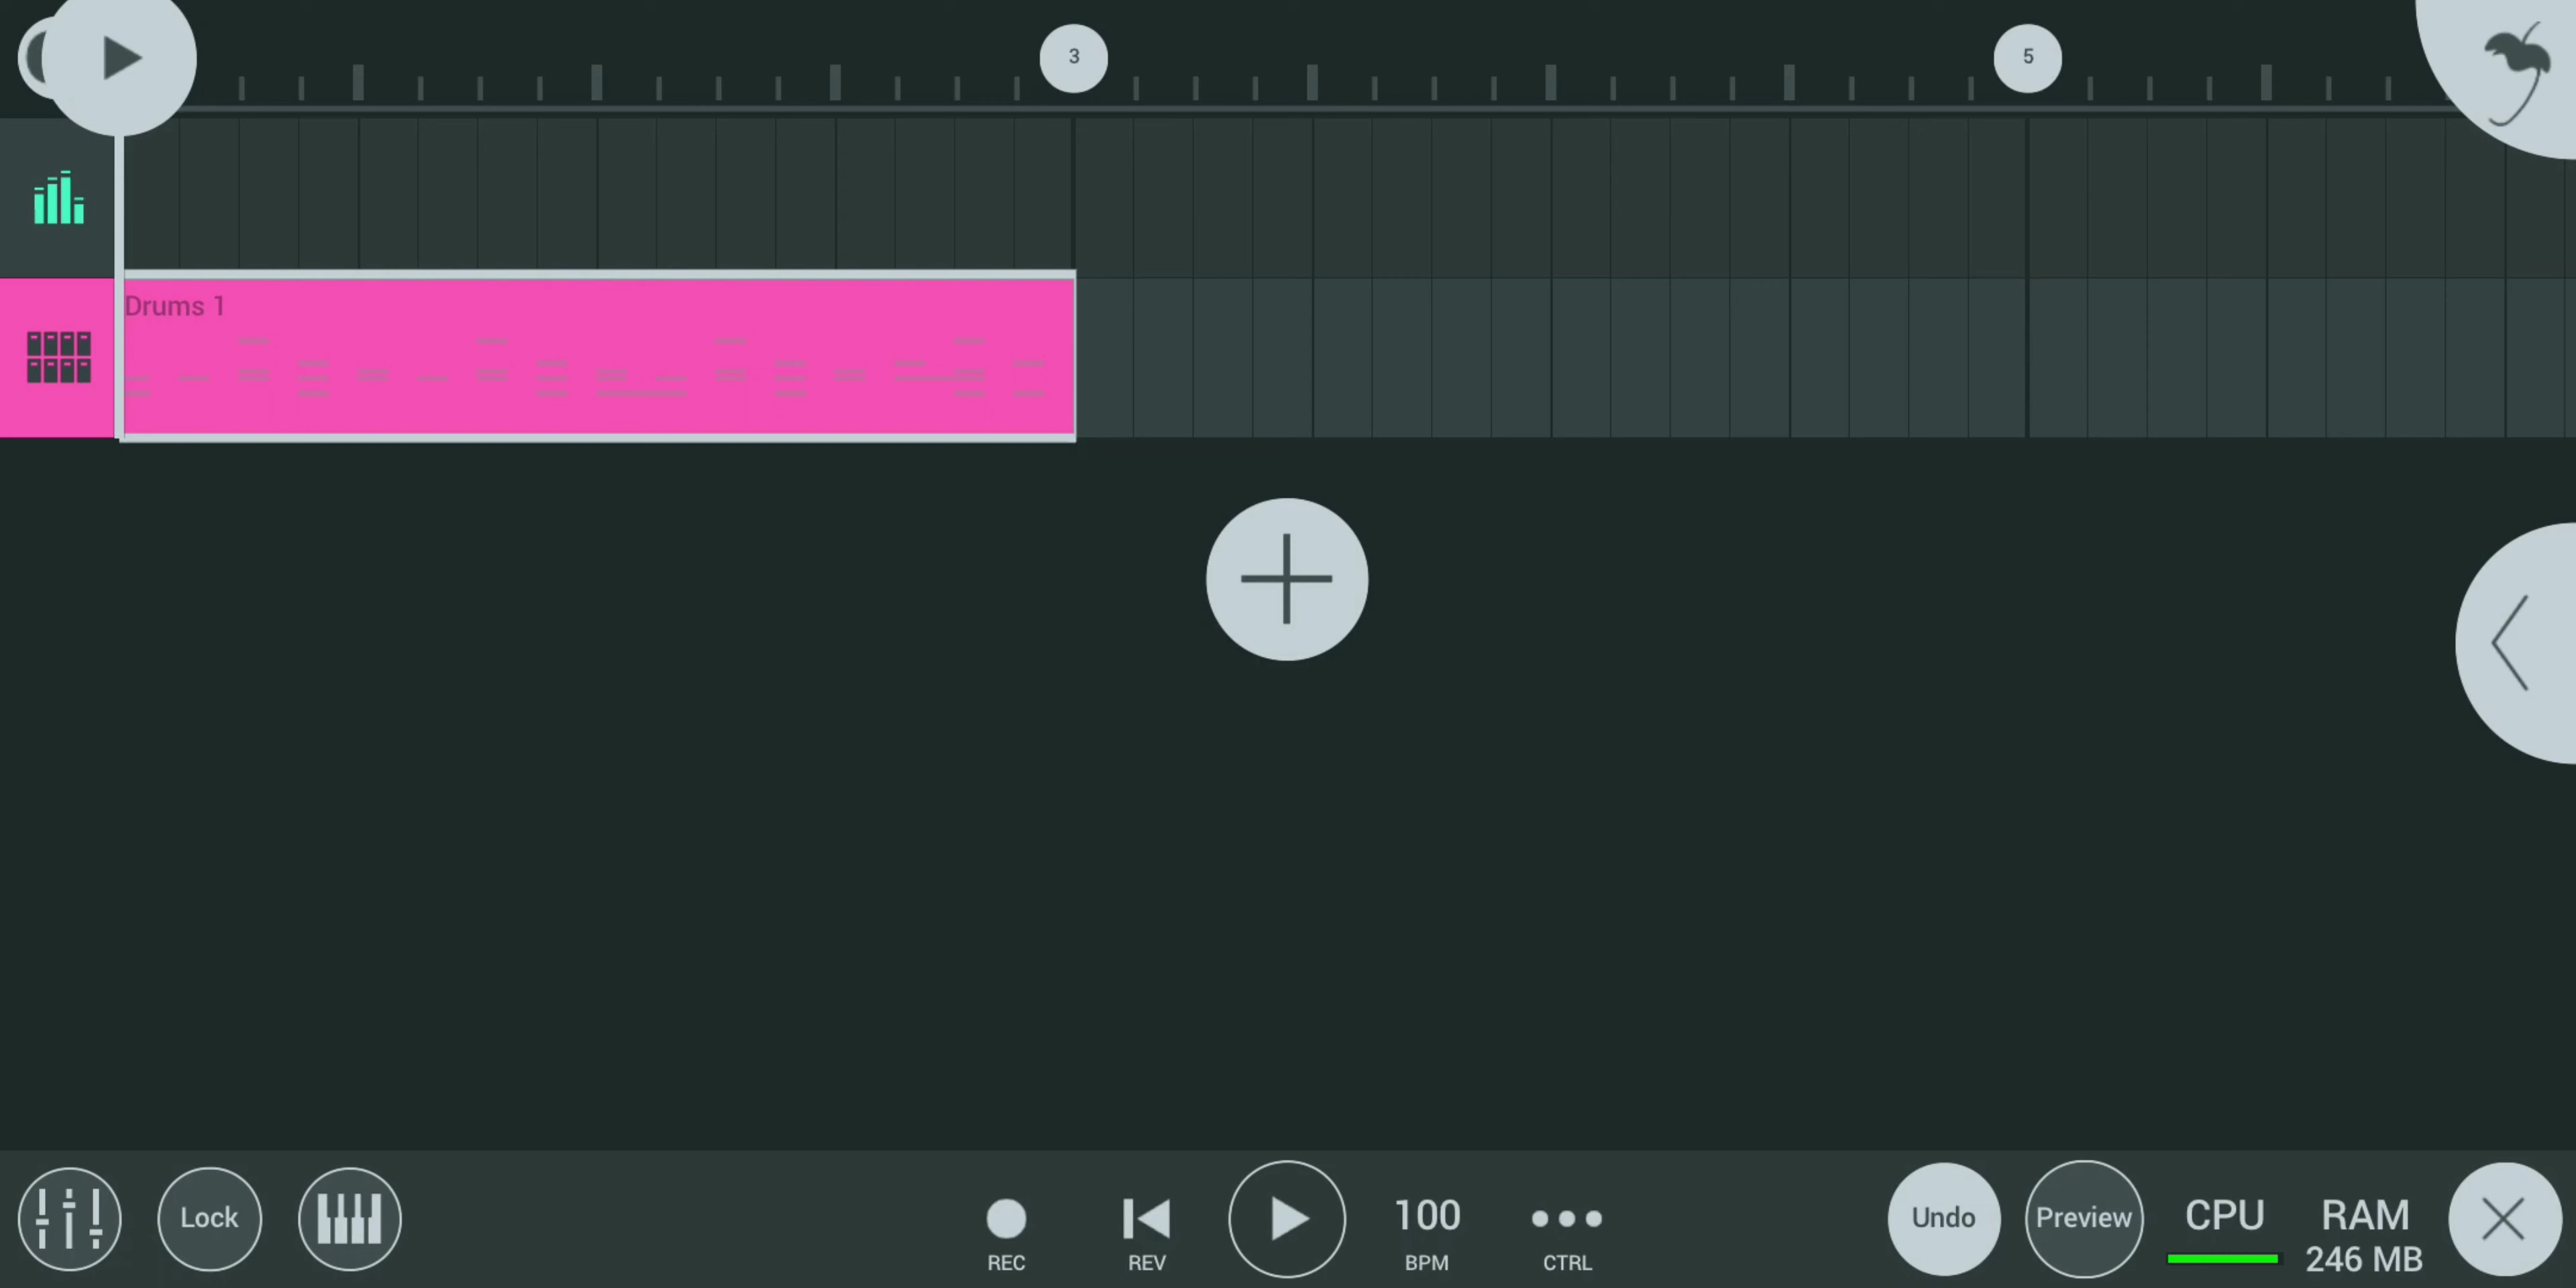 3
5
Drums 1
Lock
REC
REV
100
BPM
CTRL
Undo
Preview
CPU
RAM
246 MB